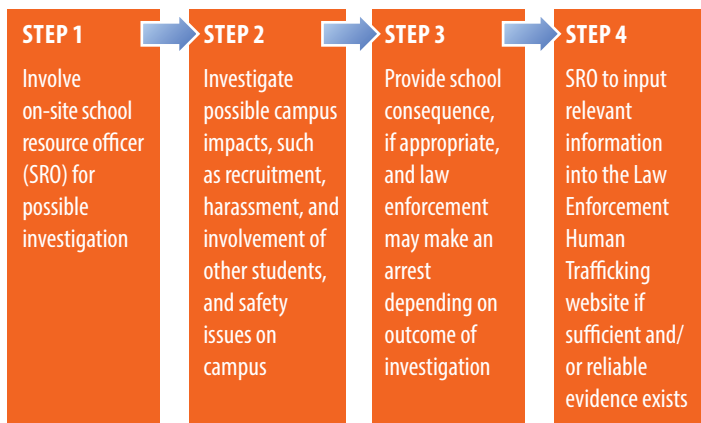 STEP 1
Involve
on-site school
resource officer
(SRO) for
possible
investigation
STEP 2
Investigate
possible campus
impacts, such
as recruitment,
harassment, and
involvement of
other students,
and safety
issues on
campus
STEP 3
Provide school
consequence,
if appropriate,
and law
enforcement
may make an
arrest
depending on
outcome of
investigation
STEP 4
SRO to input
relevant
information
into the Law
Enforcement
Human
Trafficking
website if
sufficient and/
or reliable
evidence exists